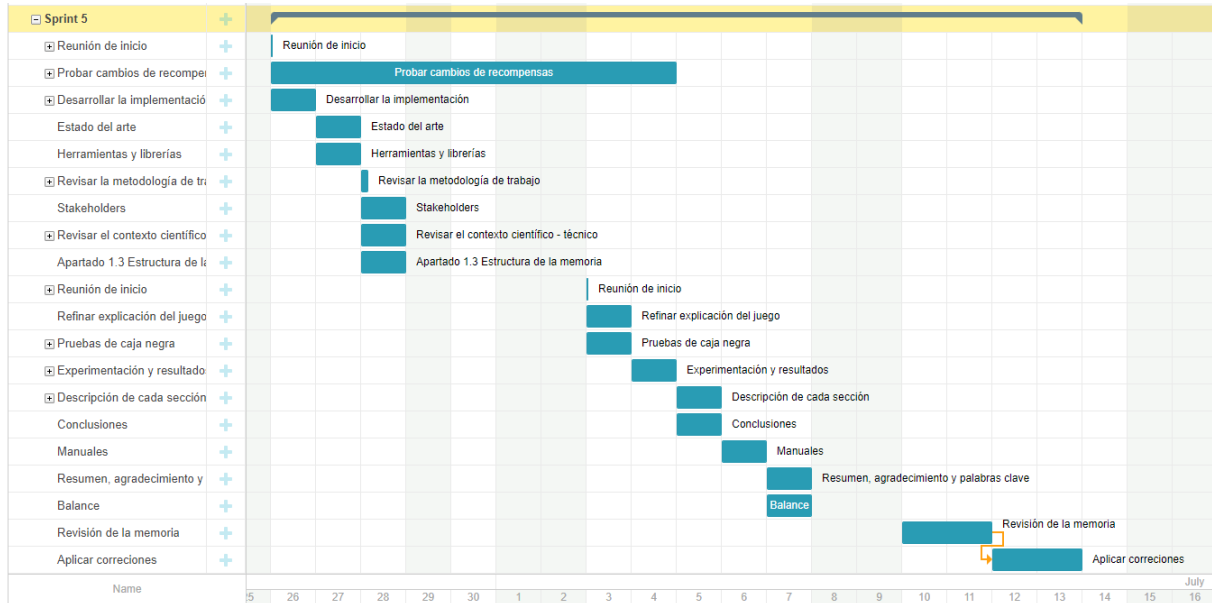 Sprint 5
Reunión de inicio Reunión de inicio
Probar cambios de recompe Probar cambios de recompensas
Desarrollar la implementació Desarrollar la implementación
Estado del arte Estado del arte
Herramientas y librerías Herramientas y librerías
Revisar la metodología de tr Revisar la metodología de trabajo
Stakeholders Stakeholders
Revisar el contexto científico Revisar el contexto científico - técnico
Apartado 1.3 Estructura de l Apartado 1.3 Estructura de la memoria
Reunión de inicio Reunión de inicio
Refinar explicación del juego Refinar explicación del juego
Pruebas de caja negra Pruebas de caja negra
Experimentación y resultado Experimentación y resultados
Descripción de cada sección Descripción de cada sección
Conclusiones Conclusiones
Manuales Manuales
Resumen, agradecimiento y Resumen, agradecimiento y palabras clave
Balance Balance
Revisión de la memoria Revisión de la memoria
Aplicar correciones Aplicar correciones
Name July
25 26 27 28 29 30 1 2 3 4 5 6 7 8 9 10 11 12 13 14 15 16